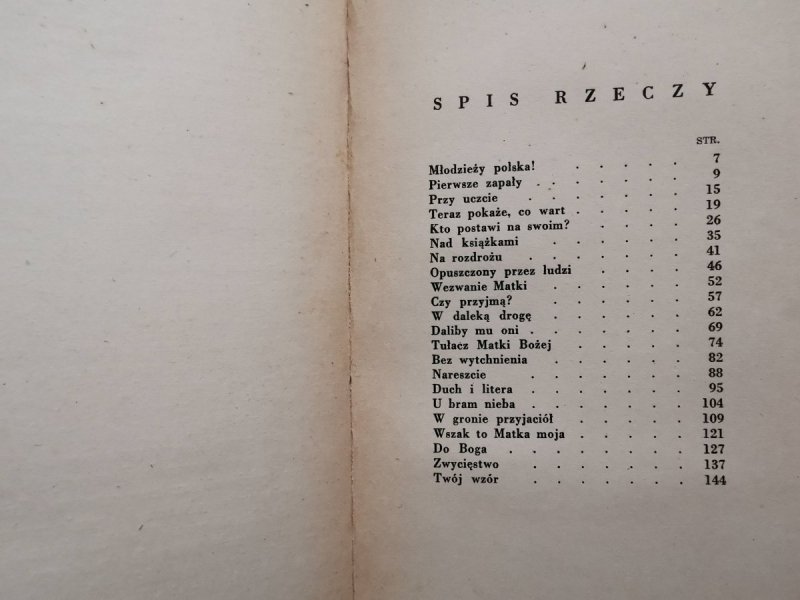 SPIS RZECZY
STR.
Młodzieży polska! . . . . . 7
Pierwsze zapały . . . . . . 9
Przy uczcie . . . . . . 15
Teraz pokaże, co wart . . . . . 19
Kto postawi na swoim? . . . . 26
Nad książkami . . . . . 35
Na rozdrożu . . . . . . 41
Opuszczony przez ludzi . . . . 46
Wezwanie Matki . . . . . 52
Czy przyjmą? . . . . . 57
W daleką drogę . . . . . 62
Daliby mu oni . . . . . . 69
Tułacz Matki Bożej . . . . . 74
Bez wytchnienia . . . . . 82
Nareszcie . . . . . . 88
Duch i litera . . . . . . 95
U bram nieba . . . . . . . 104
W gronie przyjaciół . . . . . 109
Wszak to Matka moja . . . . . 121
Do Boga . . . . . . . 127
Zwycięstwo . . . . . . 137
Twój wzór . . . . . . 144